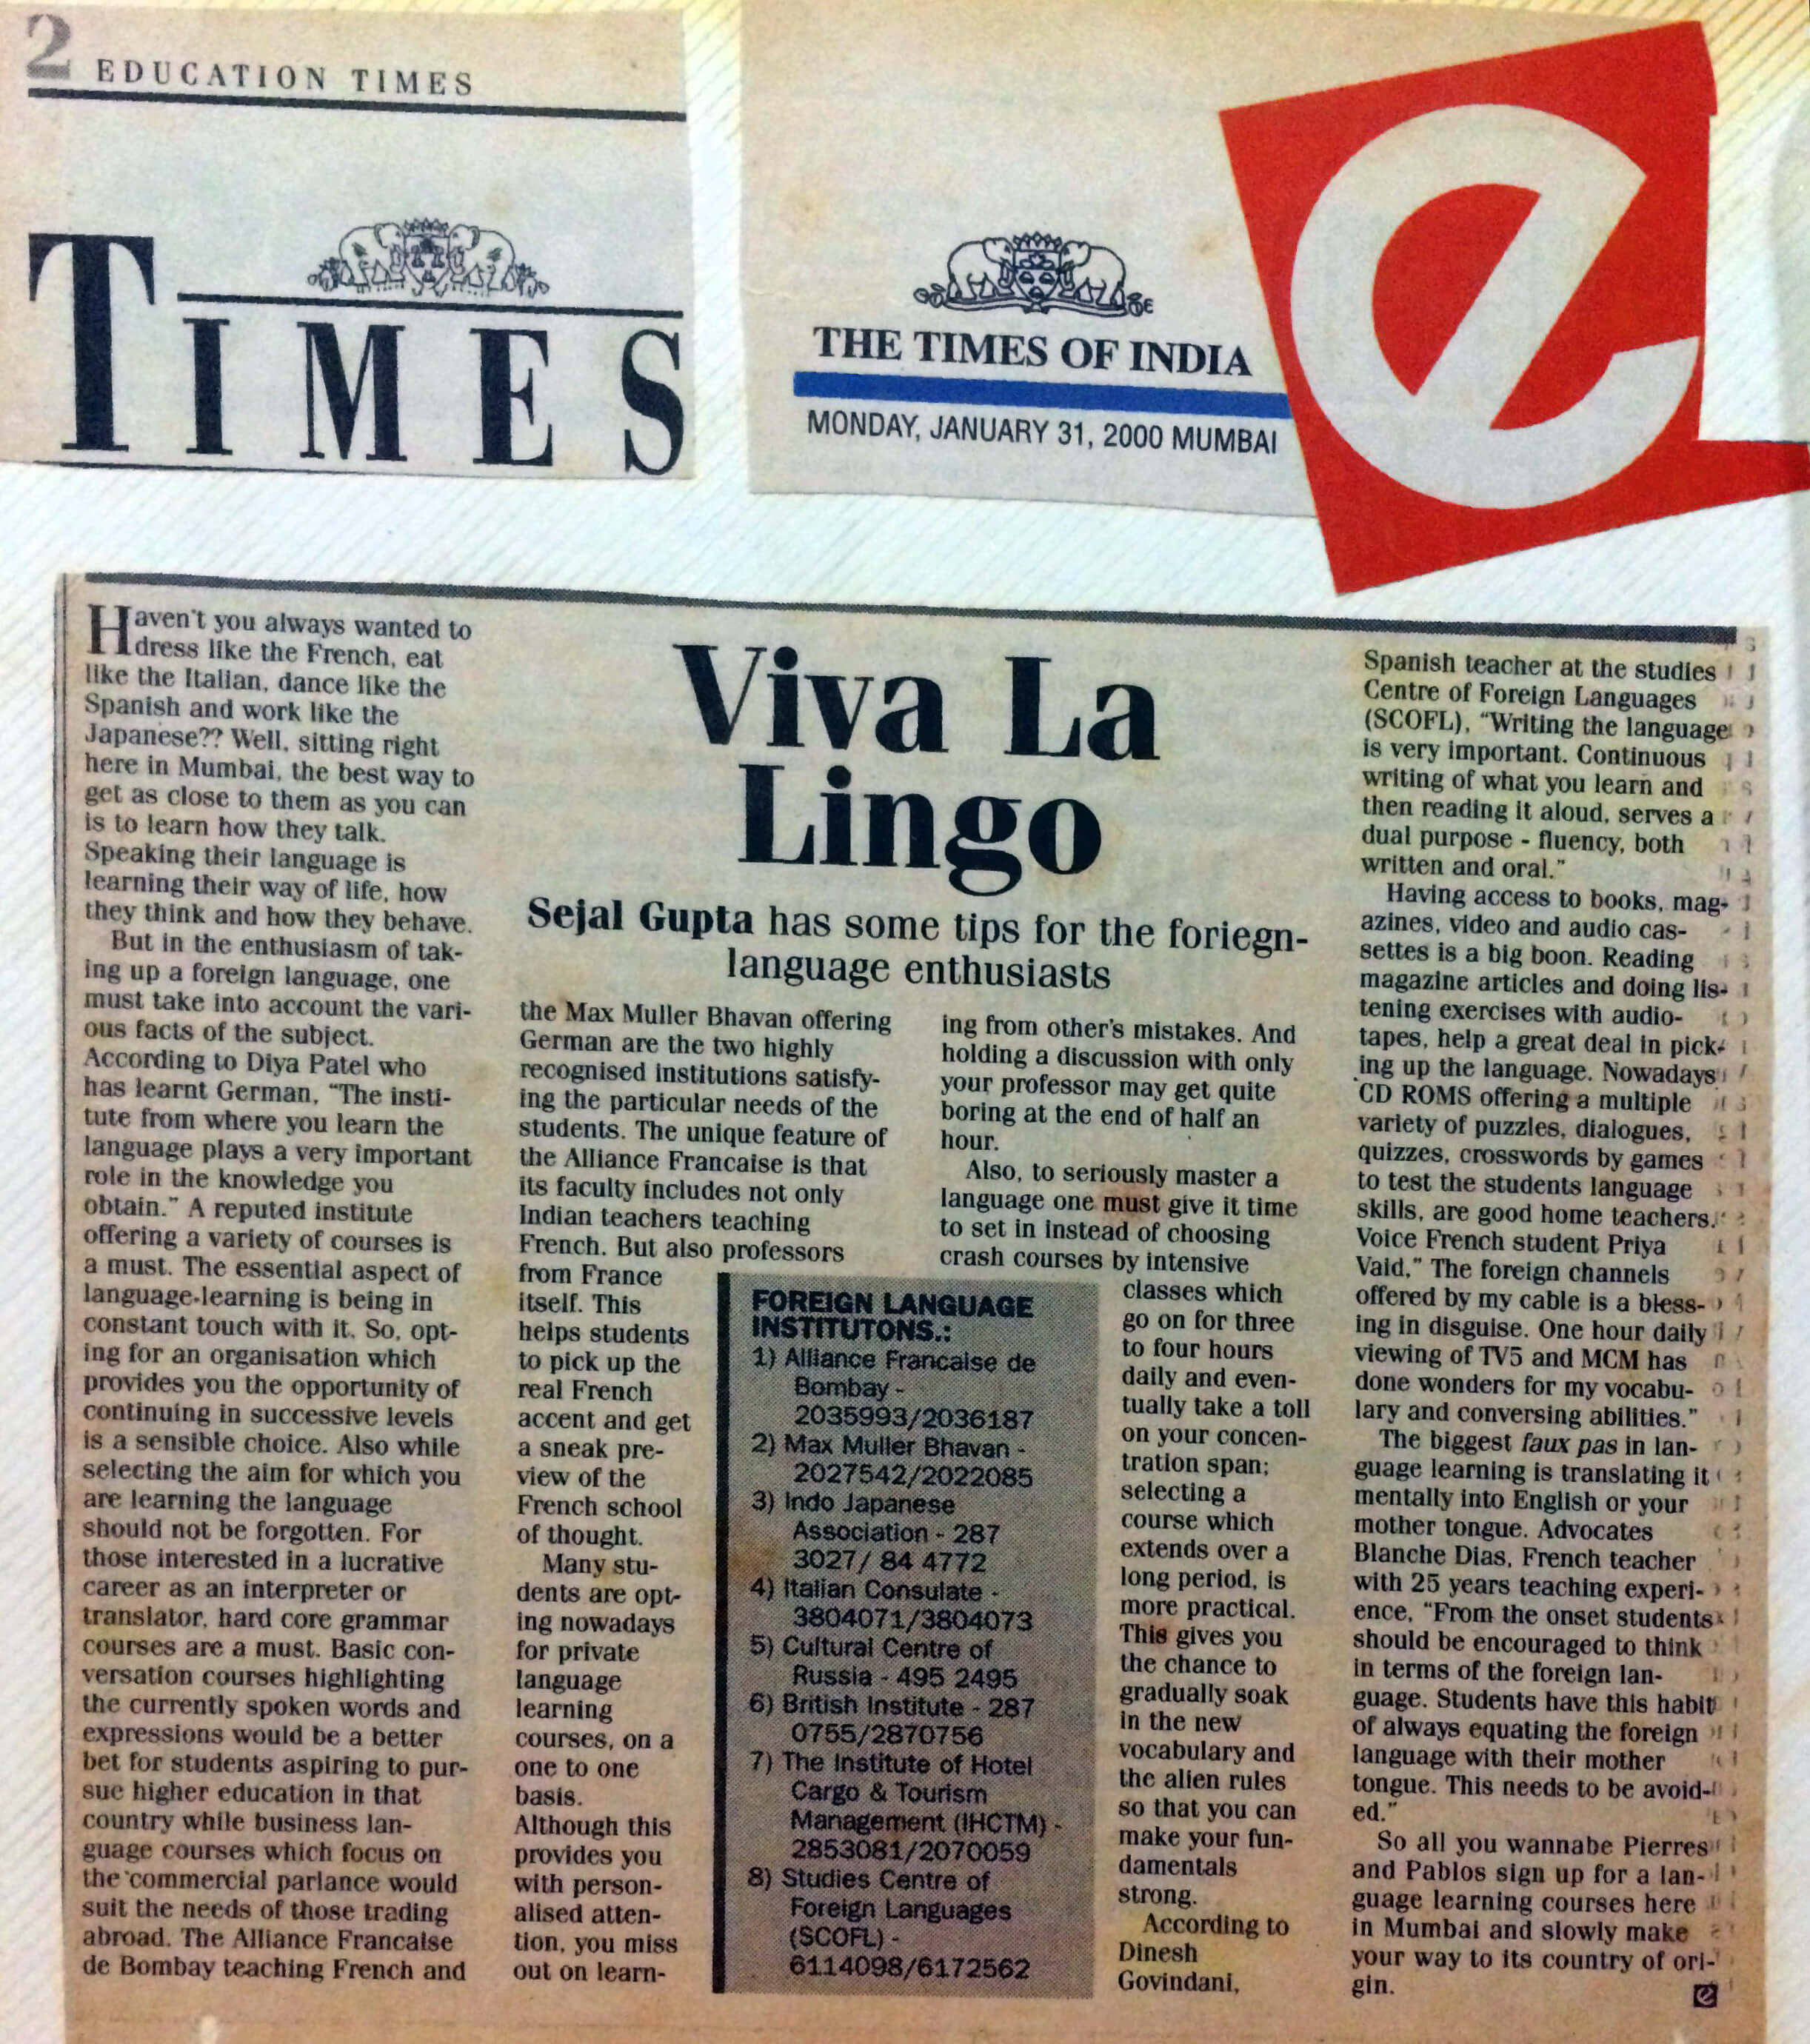 2 EDUCATION TIMES
TIMES
THE TIMES OF INDIA
MONDAY, JANUARY 31, 2000 MUMBAI
e
Viva La
Lingo
Sejal Gupta has some tips for the foriegn-
language enthusiasts
Haven't you always wanted to
dress like the French, eat
like the Italian, dance like the
Spanish and work like the
Japanese?? Well, sitting right
here in Mumbai, the best way to
get as close to them as you can
is to learn how they talk.
Speaking their language is
learning their way of life, how
they think and how they behave.
But in the enthusiasm of tak-
ing up a foreign language, one
must take into account the vari-
ous facts of the subject.
According to Diya Patel who
has learnt German, "The insti-
tute from where you learn the
language plays a very important
role in the knowledge you
obtain." A reputed institute
offering a variety of courses is
a must. The essential aspect of
language-learning is being in
constant touch with it. So, opt-
ing for an organisation which
provides you the opportunity of
continuing in successive levels
is a sensible choice. Also while
selecting the aim for which you
are learning the language
should not be forgotten. For
those interested in a lucrative
career as an interpreter or
translator, hard core grammar
courses are a must. Basic con-
versation courses highlighting
the currently spoken words and
expressions would be a better
bet for students aspiring to pur-
sue higher education in that
country while business lan-
guage courses which focus on
the commercial parlance would
suit the needs of those trading
abroad. The Alliance Francaise
de Bombay teaching French and
the Max Muller Bhavan offering
German are the two highly
recognised institutions satisfy-
ing the particular needs of the
students. The unique feature of
the Alliance Francaise is that
its faculty includes not only
Indian teachers teaching
French. But also professors
from France
itself. This
helps students
to pick up the
real French
accent and get
a sneak pre-
view of the
French school
of thought.
Many stu-
dents are opt-
ing nowadays
for private
language
learning
courses, on a
one to one
basis.
Although this
provides you
with person-
alised atten-
tion, you miss
out on learn-
ing from other's mistakes. And
holding a discussion with only
your professor may get quite
boring at the end of half an
hour.
Also, to seriously master a
language one must give it time
to set in instead of choosing
crash courses by intensive
classes which
go on for three
to four hours
daily and even-
tually take a toll
on your concen-
tration span;
selecting a
course which
extends over a
long period, is
more practical.
This gives you
the chance to
gradually soak
in the new
vocabulary and
the alien rules
so that you can
make your fun-
damentals
strong.
According to
Dinesh
Govindani,
Spanish teacher at the studies
Centre of Foreign Languages
(SCOFL), "Writing the language
is very important. Continuous
writing of what you learn and
then reading it aloud, serves a
dual purpose - fluency, both
written and oral."
Having access to books, mag-
azines, video and audio cas-
settes is a big boon. Reading
magazine articles and doing lis-
tening exercises with audio-
tapes, help a great deal in pick-
ing up the language. Nowadays
CD ROMS offering a multiple
variety of puzzles, dialogues,
quizzes, crosswords by games
to test the students language
skills, are good home teachers.
Voice French student Priya
Vaid," The foreign channels
offered by my cable is a bless-
ing in disguise. One hour daily
viewing of TV5 and MCM has
done wonders for my vocabu-
lary and conversing abilities."
The biggest faux pas in lan-
guage learning is translating it
mentally into English or your
mother tongue. Advocates
Blanche Dias, French teacher
with 25 years teaching experi-
ence, "From the onset students
should be encouraged to think
in terms of the foreign lan-
guage. Students have this habit
of always equating the foreign
language with their mother
tongue. This needs to be avoid-
ed."
So all you wannabe Pierres
and Pablos sign up for a lan-
guage learning courses here
in Mumbai and slowly make
your way to its country of ori-
gin.
e
FOREIGN LANGUAGE
INSTITUTONS.:
1) Alliance Francaise de
Bombay -
2035993/2036187
2) Max Muller Bhavan -
2027542/2022085
3) Indo Japanese
Association - 287
3027/ 84 4772
4) Italian Consulate -
3804071/3804073
5) Cultural Centre of
Russia - 495 2495
6) British Institute - 287
0755/2870756
7) The Institute of Hotel
Cargo & Tourism
Management (IHCTM) -
2853081/2070059
8) Studies Centre of
Foreign Languages
(SCOFL) -
6114098/6172562